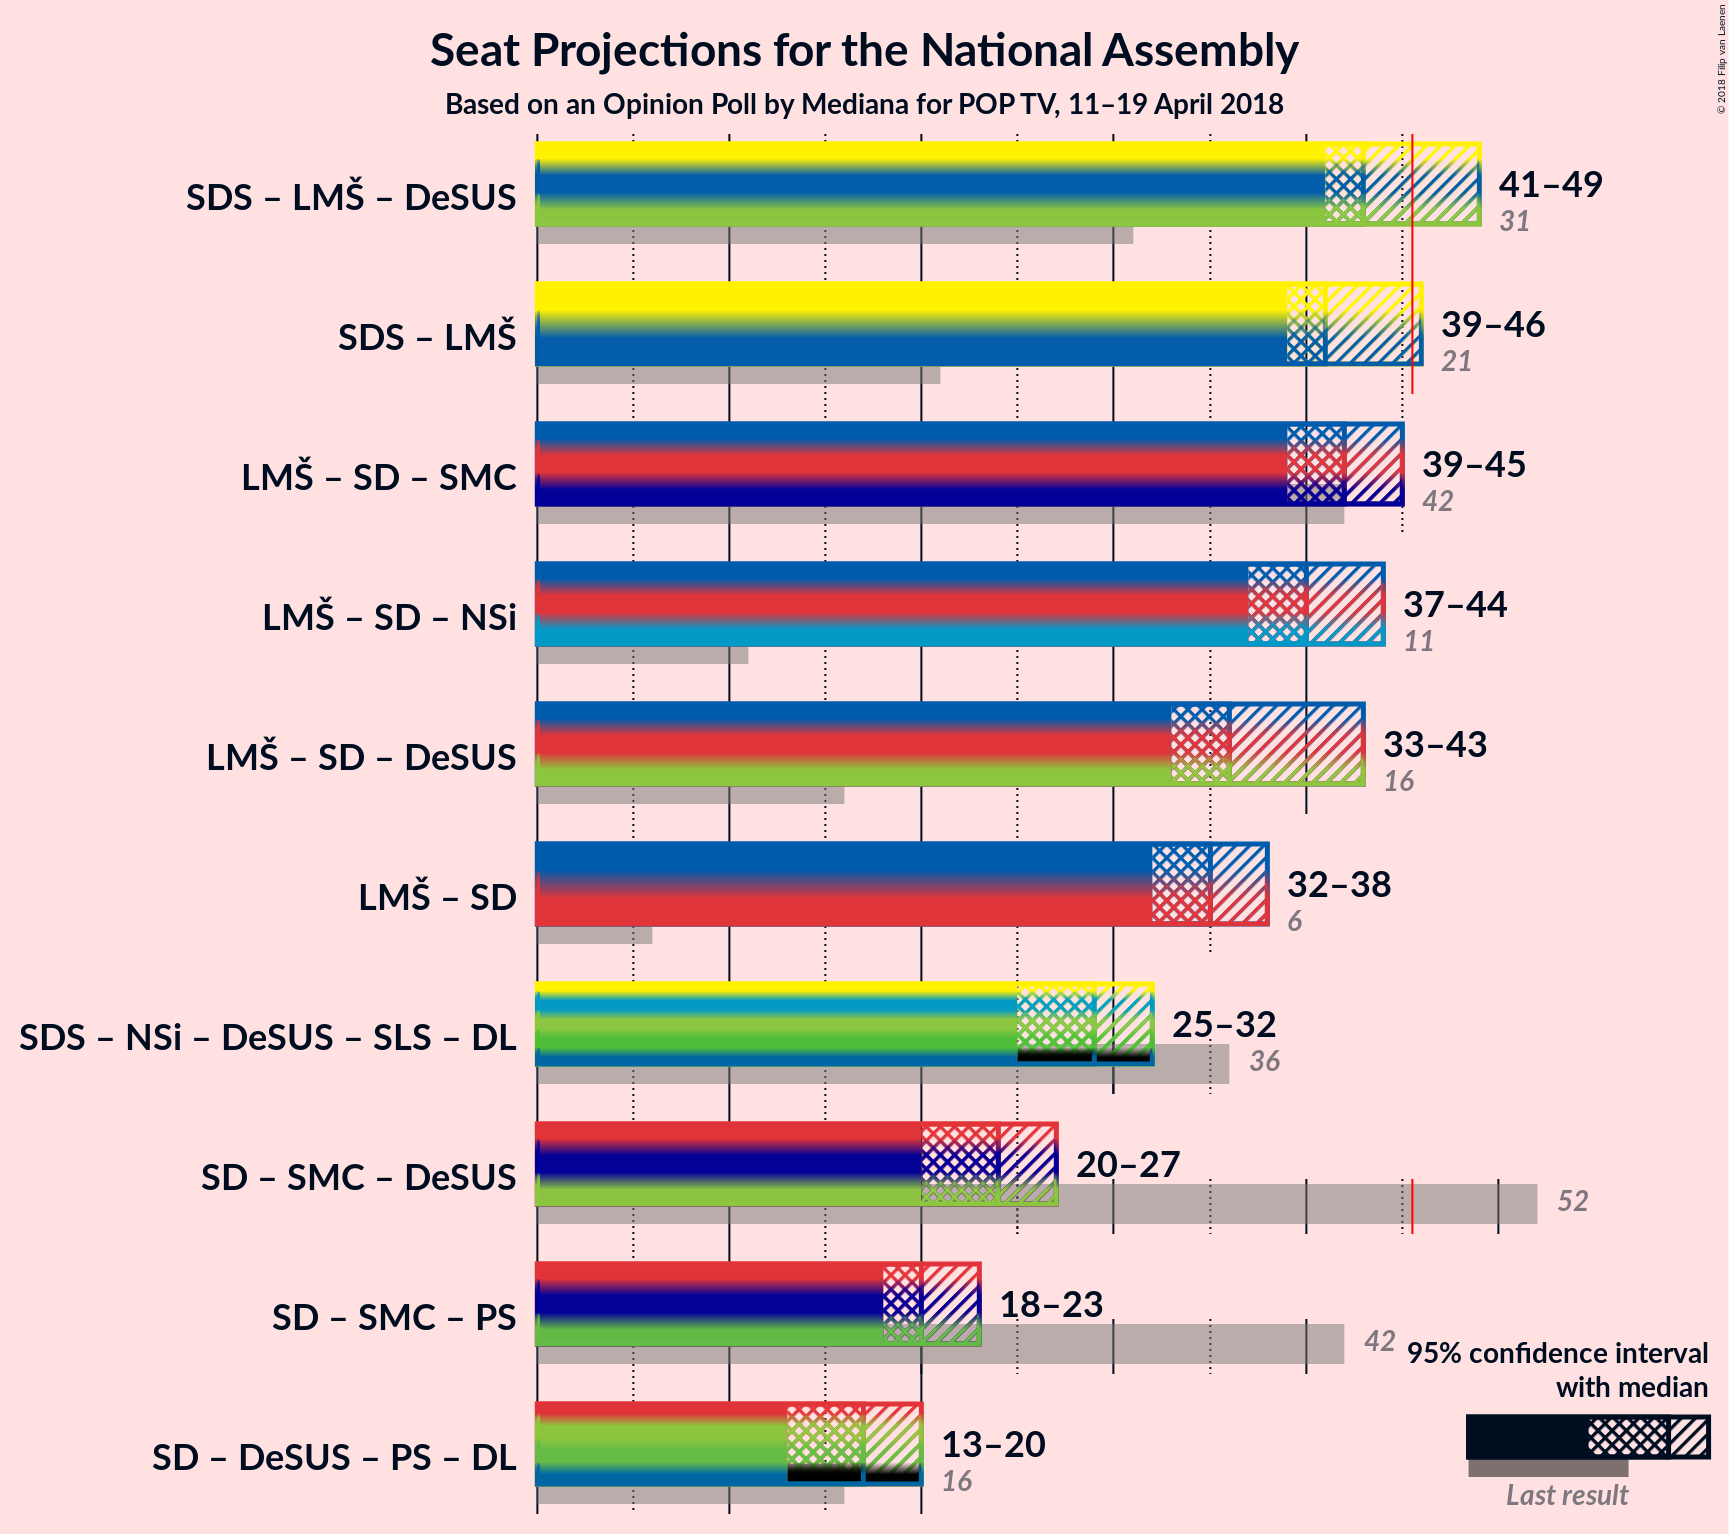 Seat Projections for the National Assembly
Based on an Opinion Poll by Mediana for POP TV, 11–19 April 2018
© 2018 Filip van Laenen
SDS – LMŠ – DeSUS
41–49
31
SDS – LMŠ
39–46
21
LMŠ – SD – SMC
39–45
42
LMŠ – SD – NSi
37–44
11
LMŠ – SD – DeSUS
33–43
16
LMŠ – SD
32–38
6
SDS – NSi – DeSUS – SLS – DL
25–32
36
SD – SMC – DeSUS
20–27
52
SD – SMC – PS
18–23
42
SD – DeSUS – PS – DL
13–20
16
95% confidence interval
with median
Last result